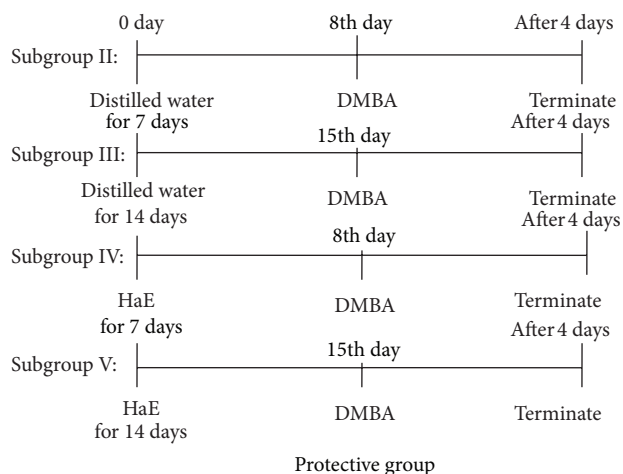 0 day 8th day After 4 days
Subgroup II:
Distilled water DMBA Terminate
for 7 days After 4 days
15th day
Subgroup III:
Distilled water DMBA Terminate
for 14 days After 4 days
8th day
Subgroup IV:
HaE DMBA Terminate
for 7 days After 4 days
15th day
Subgroup V:
HaE DMBA Terminate
for 14 days
Protective group